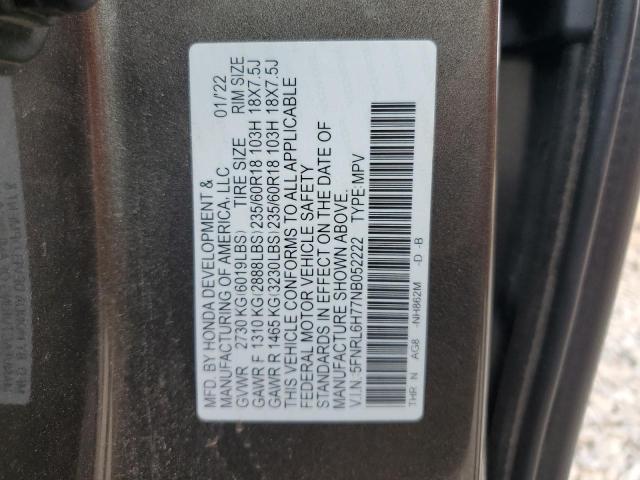 MFD. BY HONDA DEVELOPMENT &
MANUFACTURING OF AMERICA, LLC 01/'22
GVWR 2730 KG(6019LBS) TIRE SIZE RIM SIZE
GAWR F 1310 KG(2888LBS)235/60R18 103H 18X7.5J
GAWR R 1465 KG(3230LBS)235/60R18 103H 18X7.5J
THIS VEHICLE CONFORMS TO ALL APPLICABLE
FEDERAL MOTOR VEHICLE SAFETY
STANDARDS IN EFFECT ON THE DATE OF
MANUFACTURE SHOWN ABOVE.
V.I.N.:5FNRL6H77NB052222 TYPE:MPV
THR N AG8 -NH862M -D -B